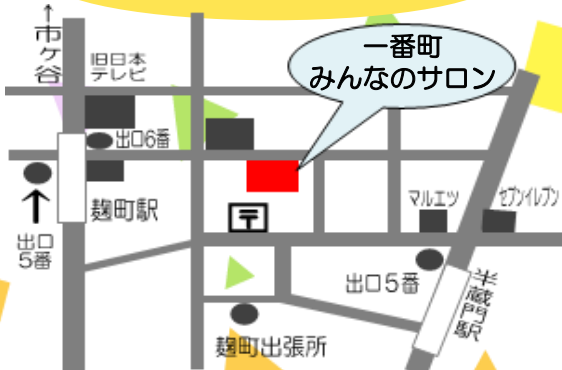 ↑市ヶ谷
旧日本
テレビ
一番町
みんなのサロン
出口6番
麹町駅
出口
5番
〒
マルエツ
セブンイレブン
出口5番
半蔵門駅
麹町出張所